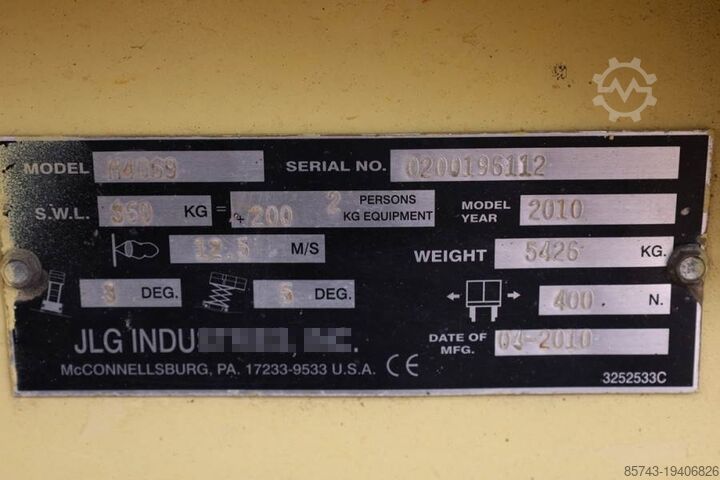 MODEL M4069 SERIAL NO. 0200196112
S.W.L. 360 KG = 2 PERSONS
+ 200 KG EQUIPMENT
MODEL YEAR 2010
12.5 M/S
WEIGHT 5426 KG.
3 DEG. 5 DEG.
400 N.
JLG
DATE OF MFG. 04-2010
McCONNELLSBURG, PA. 17233-9533 U.S.A. CE
3252533C
85743-19406826